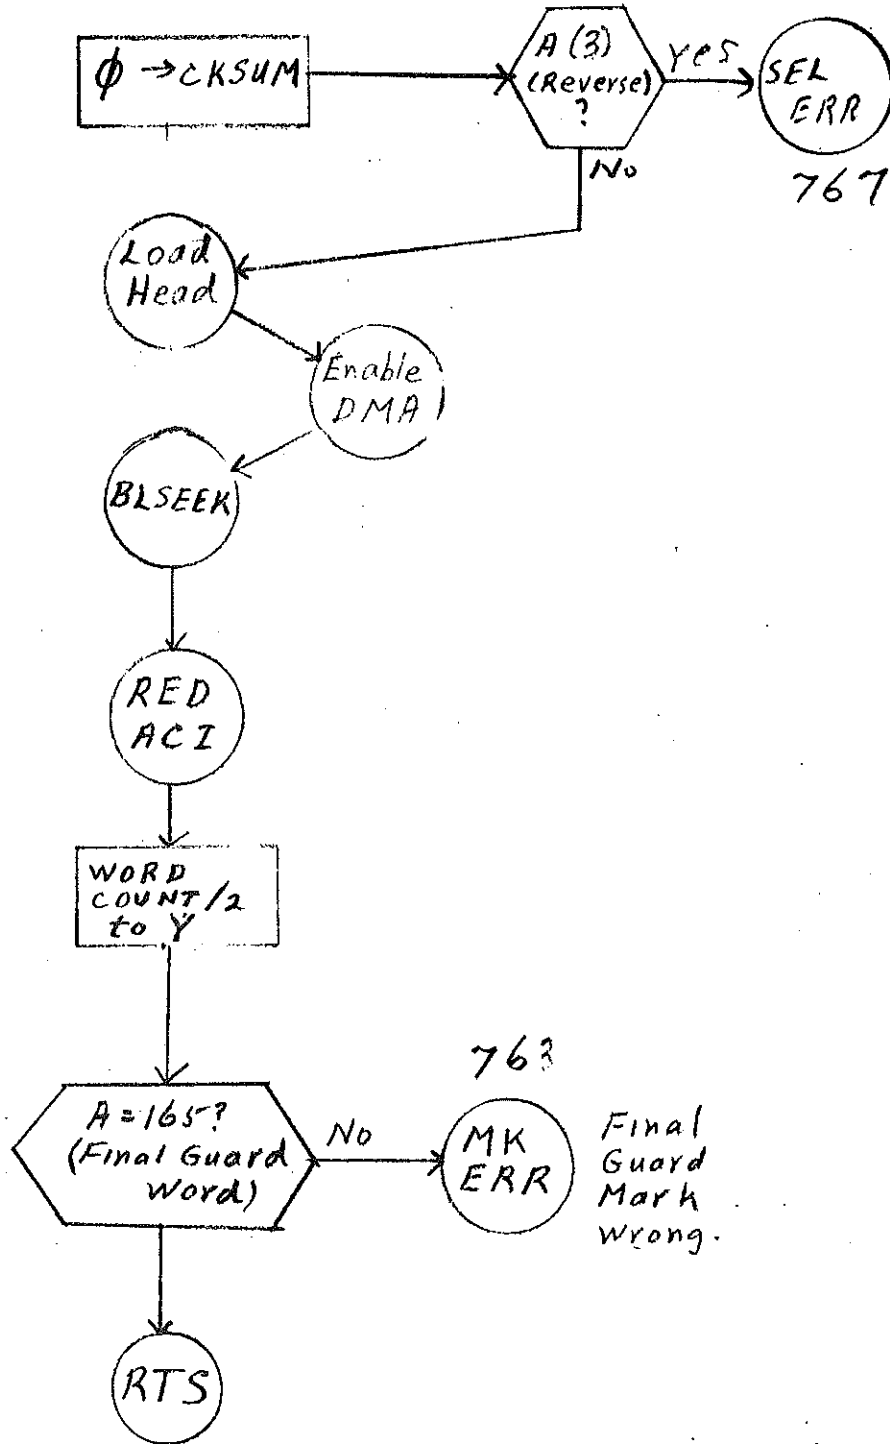 ϕ → CKSUM
A (3)
(Reverse)
?
Yes
SEL
ERR
767
No
Load
Head
Enable
DMA
BLSEEK
RED
ACI
WORD
COUNT/2
to Y
A = 165?
(Final Guard
Word)
No
763
MK
ERR
Final
Guard
Mark
Wrong.
RTS